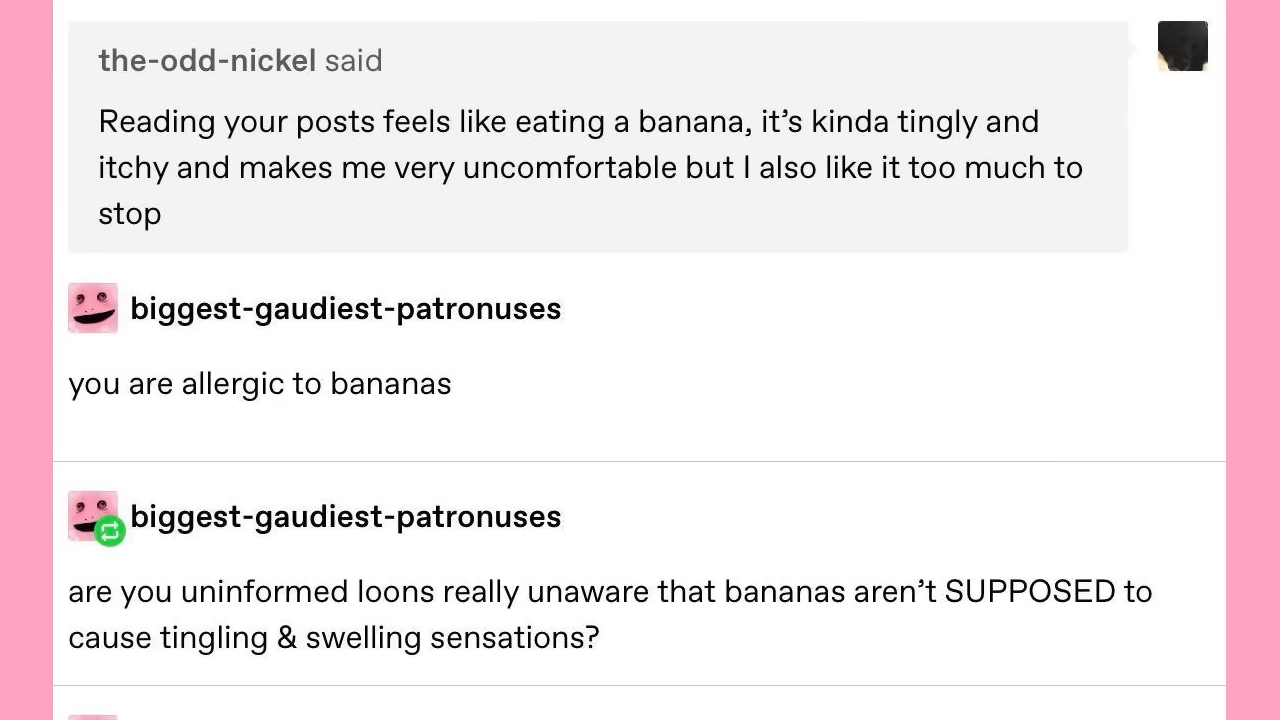 the-odd-nickel said
Reading your posts feels like eating a banana, it’s kinda tingly and
itchy and makes me very uncomfortable but I also like it too much to
stop
biggest-gaudiest-patronuses
you are allergic to bananas
biggest-gaudiest-patronuses
are you uninformed loons really unaware that bananas aren’t SUPPOSED to
cause tingling & swelling sensations?